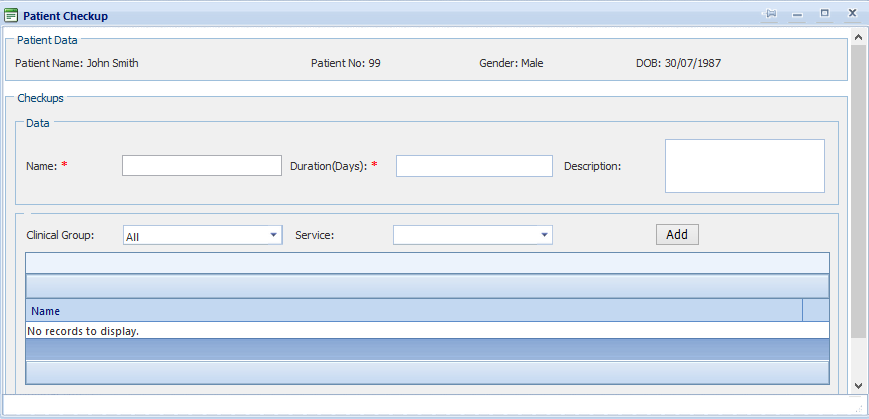 Patient Checkup
Patient Data
Patient Name: John Smith Patient No: 99 Gender: Male DOB: 30/07/1987
Checkups
Data
Name: * Duration(Days): * Description:
Clinical Group: All Service: Add
Name
No records to display.